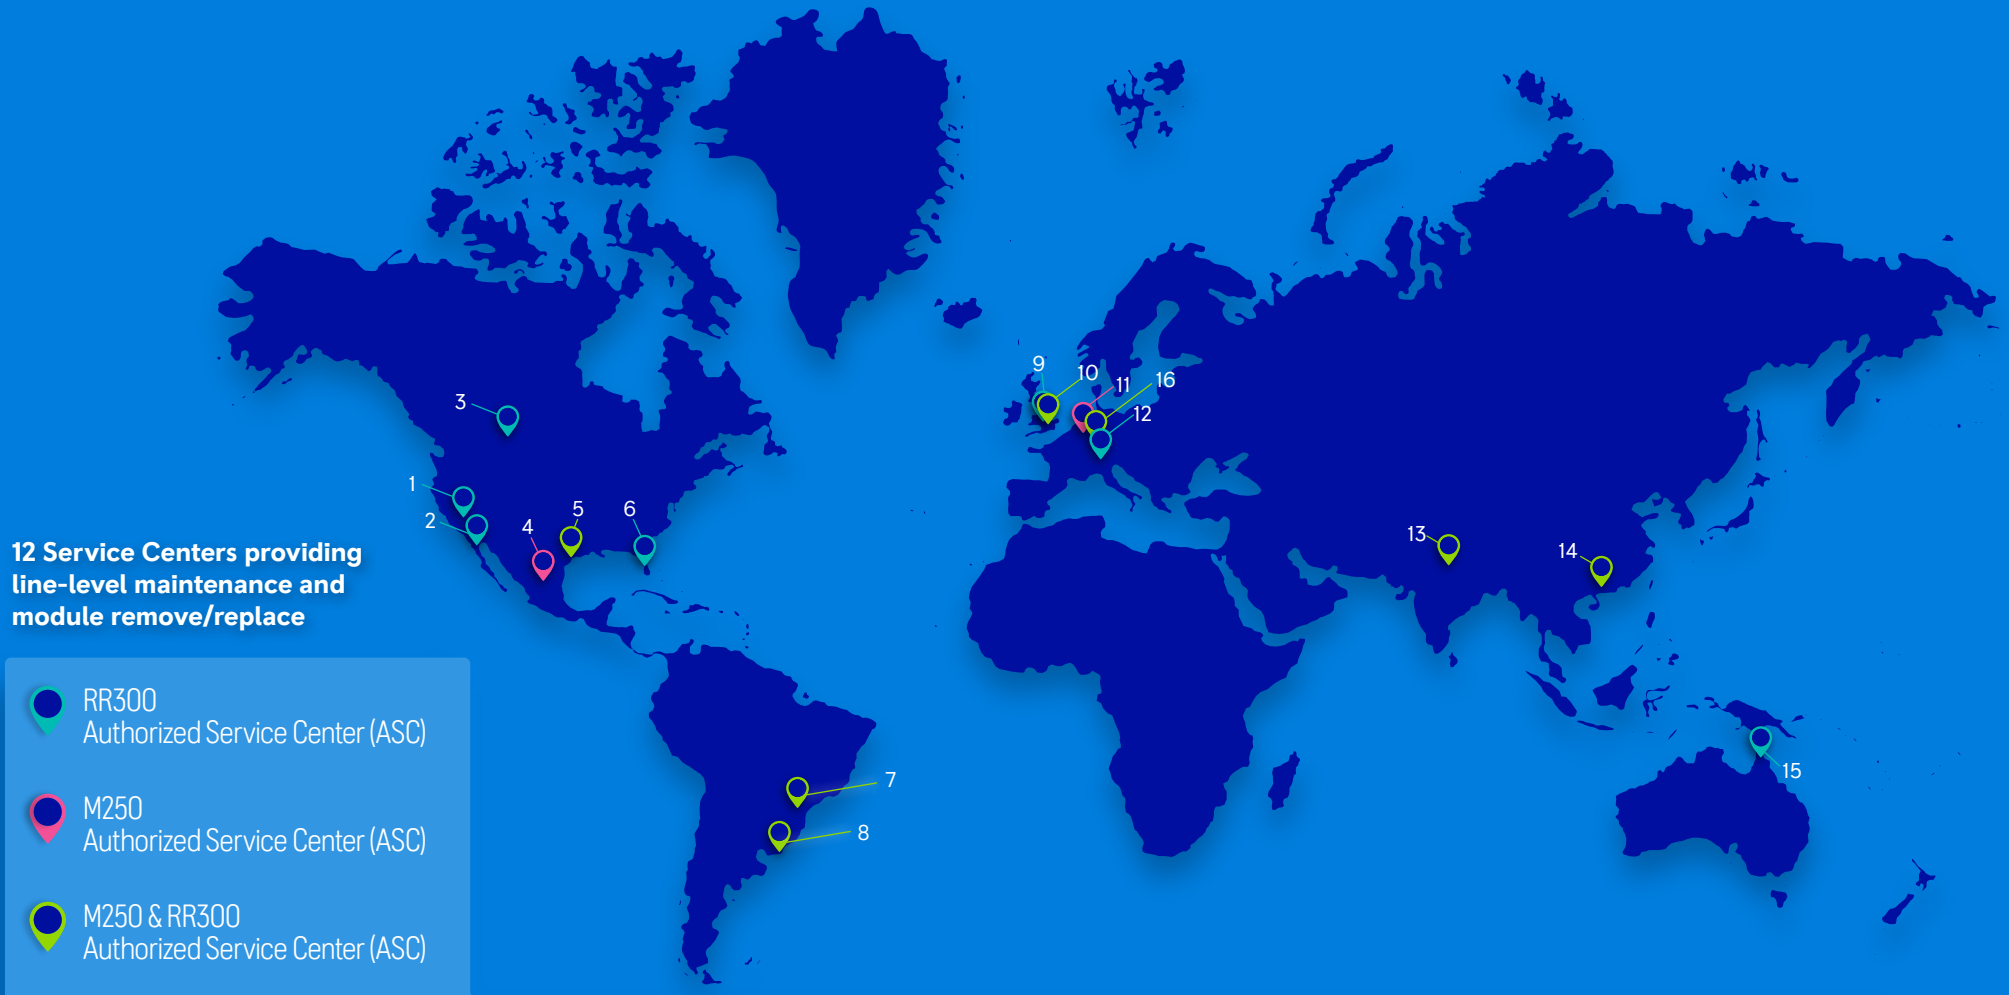 9
10
11
16
12
3
1
2
4
5
6
13
14
15
7
8
12 Service Centers providing
line-level maintenance and
module remove/replace
RR300
Authorized Service Center (ASC)
M250
Authorized Service Center (ASC)
M250 & RR300
Authorized Service Center (ASC)